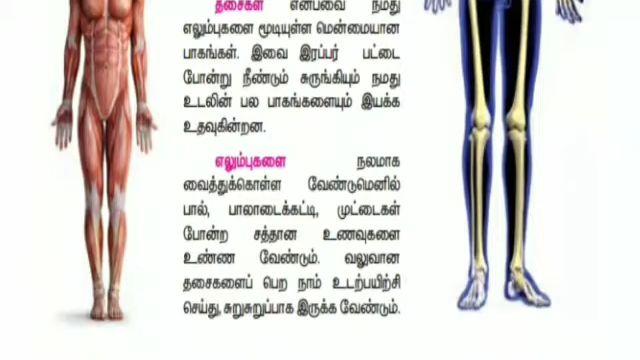 தசைகள் என்பவை நமது
எலும்புகளை மூடியுள்ள மென்மையான
பாகங்கள். இவை இரப்பர் பட்டை
போன்று நீண்டும் சுருங்கியும் நமது
உடலின் பல பாகங்களையும் இயக்க
உதவுகின்றன.
எலும்புகளை நலமாக
வைத்துக்கொள்ள வேண்டுமெனில்
பால், பாலாடைக்கட்டி, முட்டைகள்
போன்ற சத்தான உணவுகளை
உண்ண வேண்டும். வலுவான
தசைகளைப் பெற நாம் உடற்பயிற்சி
செய்து, சுறுசுறுப்பாக இருக்க வேண்டும்.